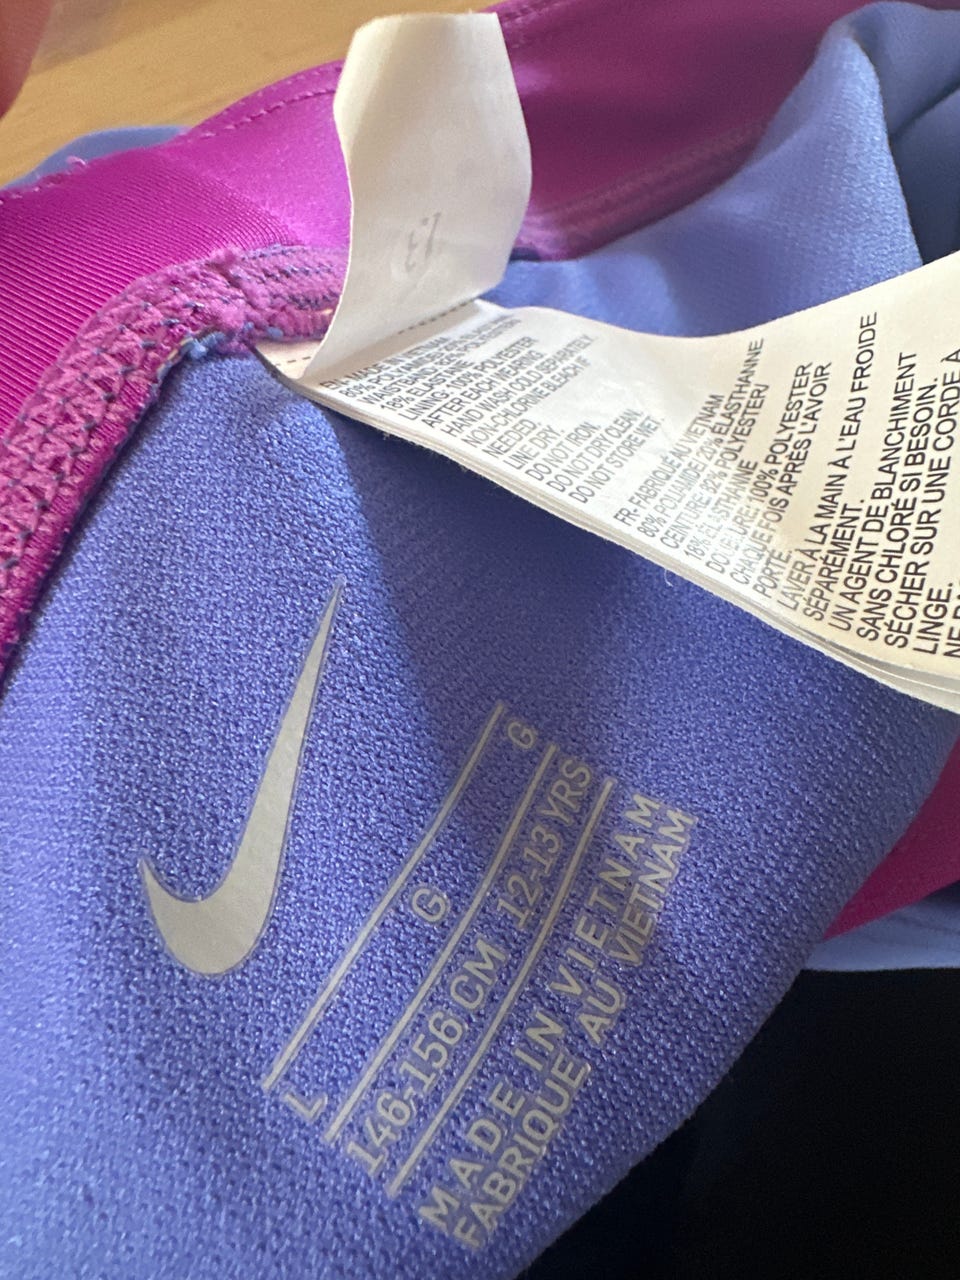 18% ELASTANE
LINING: 100% POLYESTER
AFTER EACH WEARING
HAND WASH COLD SEPARATELY.
NON-CHLORINE BLEACH IF
NEEDED.
LINE DRY.
DO NOT IRON.
DO NOT DRY CLEAN.
DO NOT STORE WET.
FR- FABRIQUÉ AU VIETNAM
80% POLYAMIDE/ 20% ÉLASTHANNE
CEINTURE: 82% POLYESTER/
18% ÉLASTHANNE
DOUBLURE: 100% POLYESTER
CHAQUE FOIS APRÈS L'AVOIR
PORTÉ.
LAVER À LA MAIN À L'EAU FROIDE
SÉPARÉMENT.
UN AGENT DE BLANCHIMENT
SANS CHLORE SI BESOIN.
SÉCHER SUR UNE CORDE À
LINGE.
L G G
146-156 CM 12-13 YRS
MADE IN VIETNAM
FABRIQUÉ AU VIETNAM